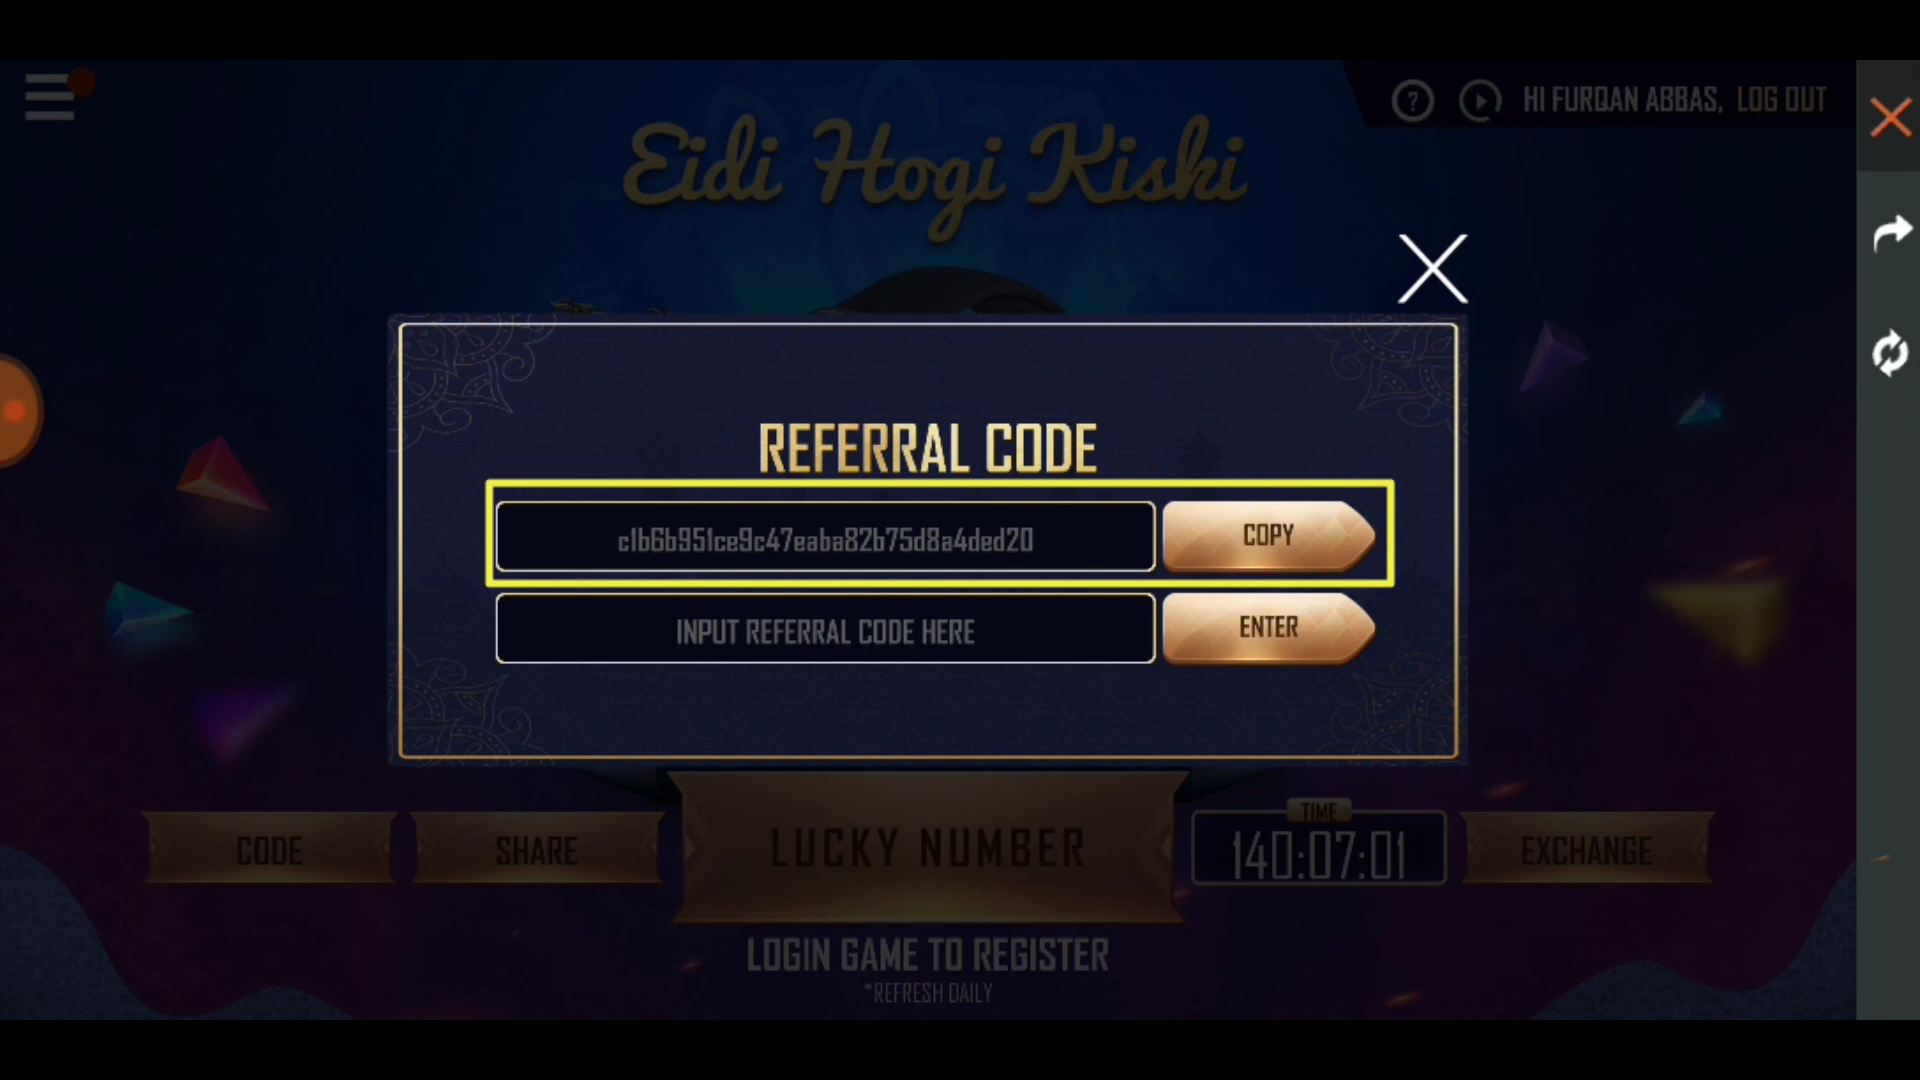 HI FURQAN ABBAS, LOG OUT
Eidi Hogi Kiski
REFERRAL CODE
c1b6b951ce9c47eaba82b75d8a4ded20
COPY
INPUT REFERRAL CODE HERE
ENTER
CODE
SHARE
LUCKY NUMBER
TIME
140:07:01
EXCHANGE
LOGIN GAME TO REGISTER
*REFRESH DAILY